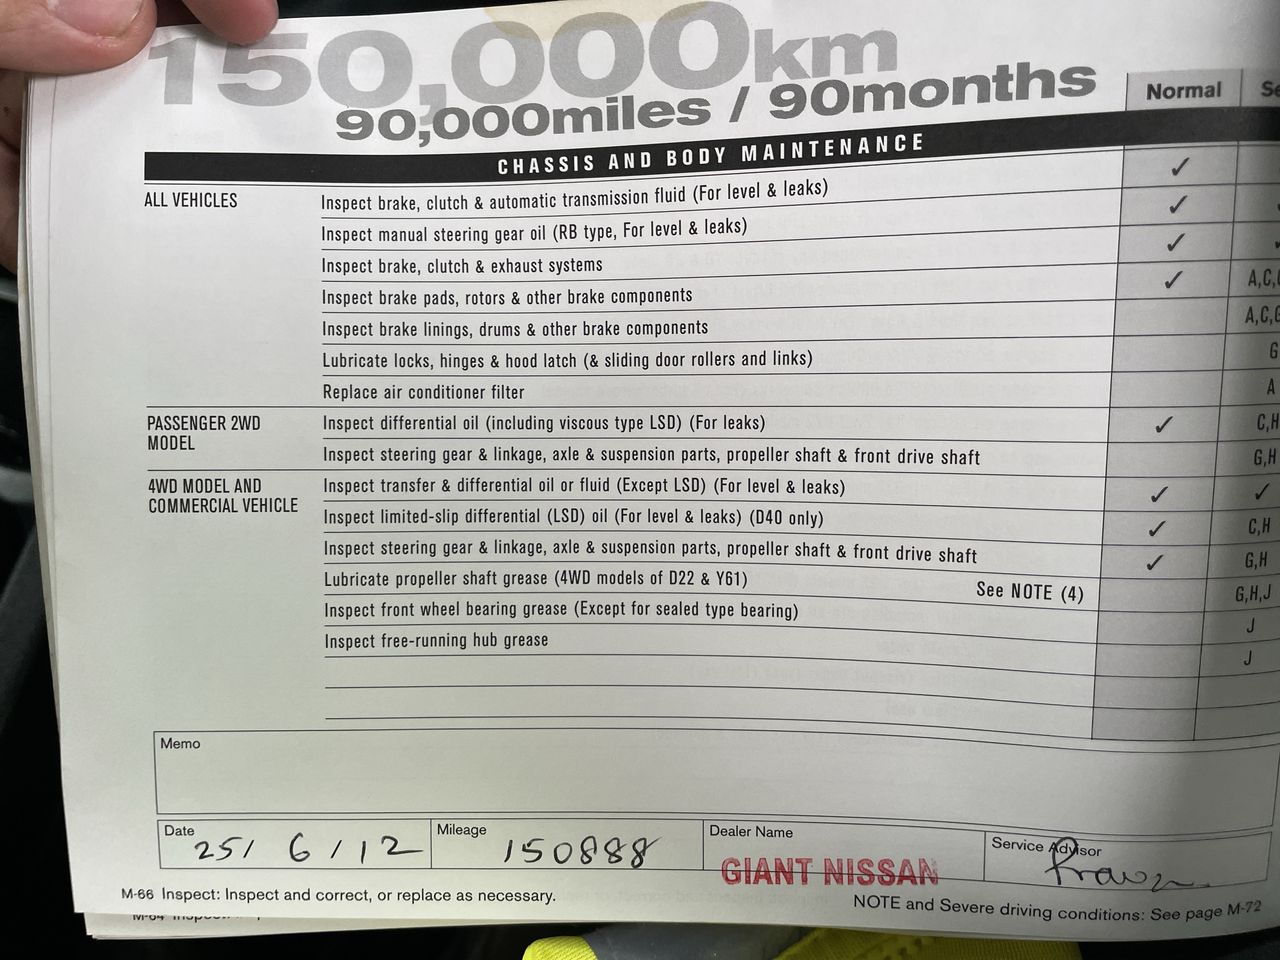 150,000km
90,000miles / 90months
Normal
CHASSIS AND BODY MAINTENANCE
✓
ALL VEHICLES
Inspect brake, clutch & automatic transmission fluid (For level & leaks) ✓
Inspect manual steering gear oil (RB type, For level & leaks) ✓
Inspect brake, clutch & exhaust systems ✓
Inspect brake pads, rotors & other brake components A,C,
Inspect brake linings, drums & other brake components A,C,G
Lubricate locks, hinges & hood latch (& sliding door rollers and links) G
Replace air conditioner filter A
PASSENGER 2WD MODEL
Inspect differential oil (including viscous type LSD) (For leaks) ✓ C,H
Inspect steering gear & linkage, axle & suspension parts, propeller shaft & front drive shaft G,H
4WD MODEL AND COMMERCIAL VEHICLE
Inspect transfer & differential oil or fluid (Except LSD) (For level & leaks) ✓ ✓
Inspect limited-slip differential (LSD) oil (For level & leaks) (D40 only) ✓ C,H
Inspect steering gear & linkage, axle & suspension parts, propeller shaft & front drive shaft ✓ G,H
Lubricate propeller shaft grease (4WD models of D22 & Y61) See NOTE (4) G,H,J
Inspect front wheel bearing grease (Except for sealed type bearing) J
Inspect free-running hub grease J
Memo
Date 25/ 6 / 12
Mileage 150888
Dealer Name
GIANT NISSAN
Service Advisor
M-66 Inspect: Inspect and correct, or replace as necessary.
NOTE and Severe driving conditions: See page M-72